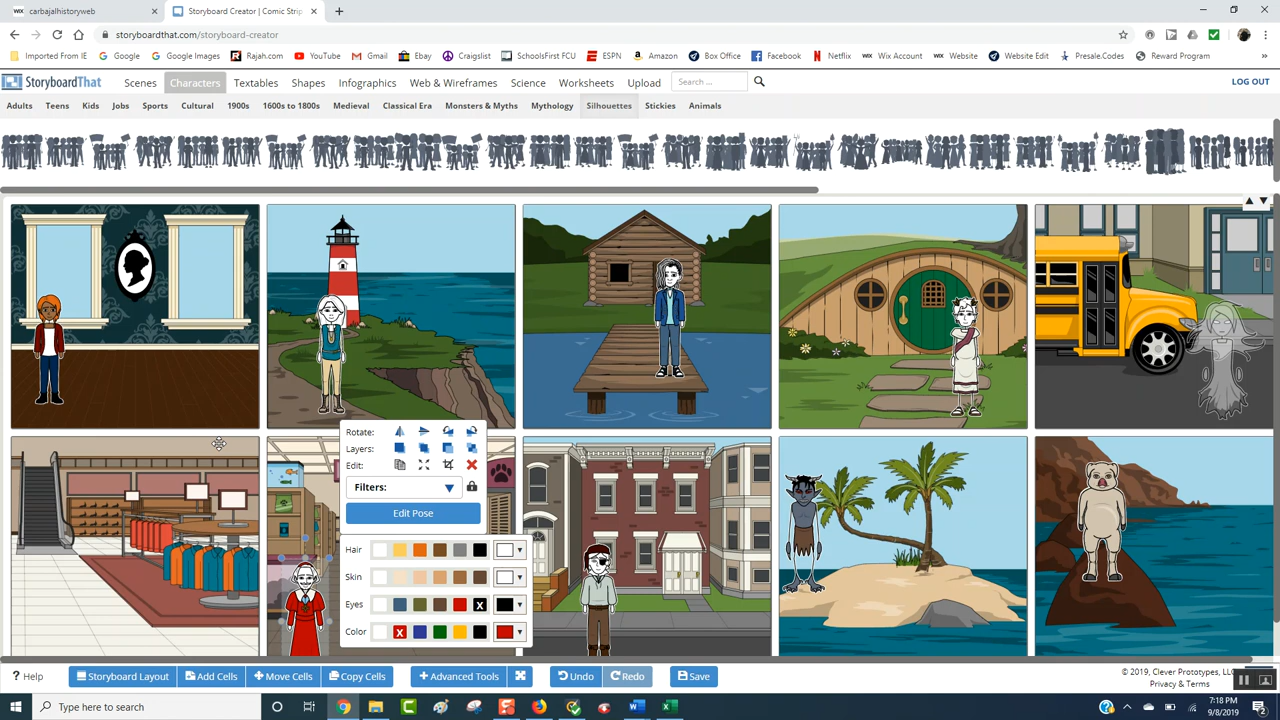 carbajalhistoryweb
Storyboard Creator | Comic Strip
storyboardthat.com/storyboard-creator
Imported From IE Google Google Images Rajah.com YouTube Gmail Ebay Craigslist SchoolsFirst FCU ESPN Amazon Box Office Facebook Netflix Wix Account Website Website Edit Presale.Codes Reward Program
StoryboardThat Scenes Characters Textables Shapes Infographics Web & Wireframes Science Worksheets Upload Search ... LOG OUT
Adults Teens Kids Jobs Sports Cultural 1900s 1600s to 1800s Medieval Classical Era Monsters & Myths Mythology Silhouettes Stickies Animals
Rotate:
Layers:
Edit:
Filters:
Edit Pose
Hair
Skin
Eyes X
Color X
? Help Storyboard Layout Add Cells Move Cells Copy Cells Advanced Tools Undo Redo Save
© 2019, Clever Prototypes, LLC
Privacy & Terms
Type here to search
7:18 PM
9/8/2019